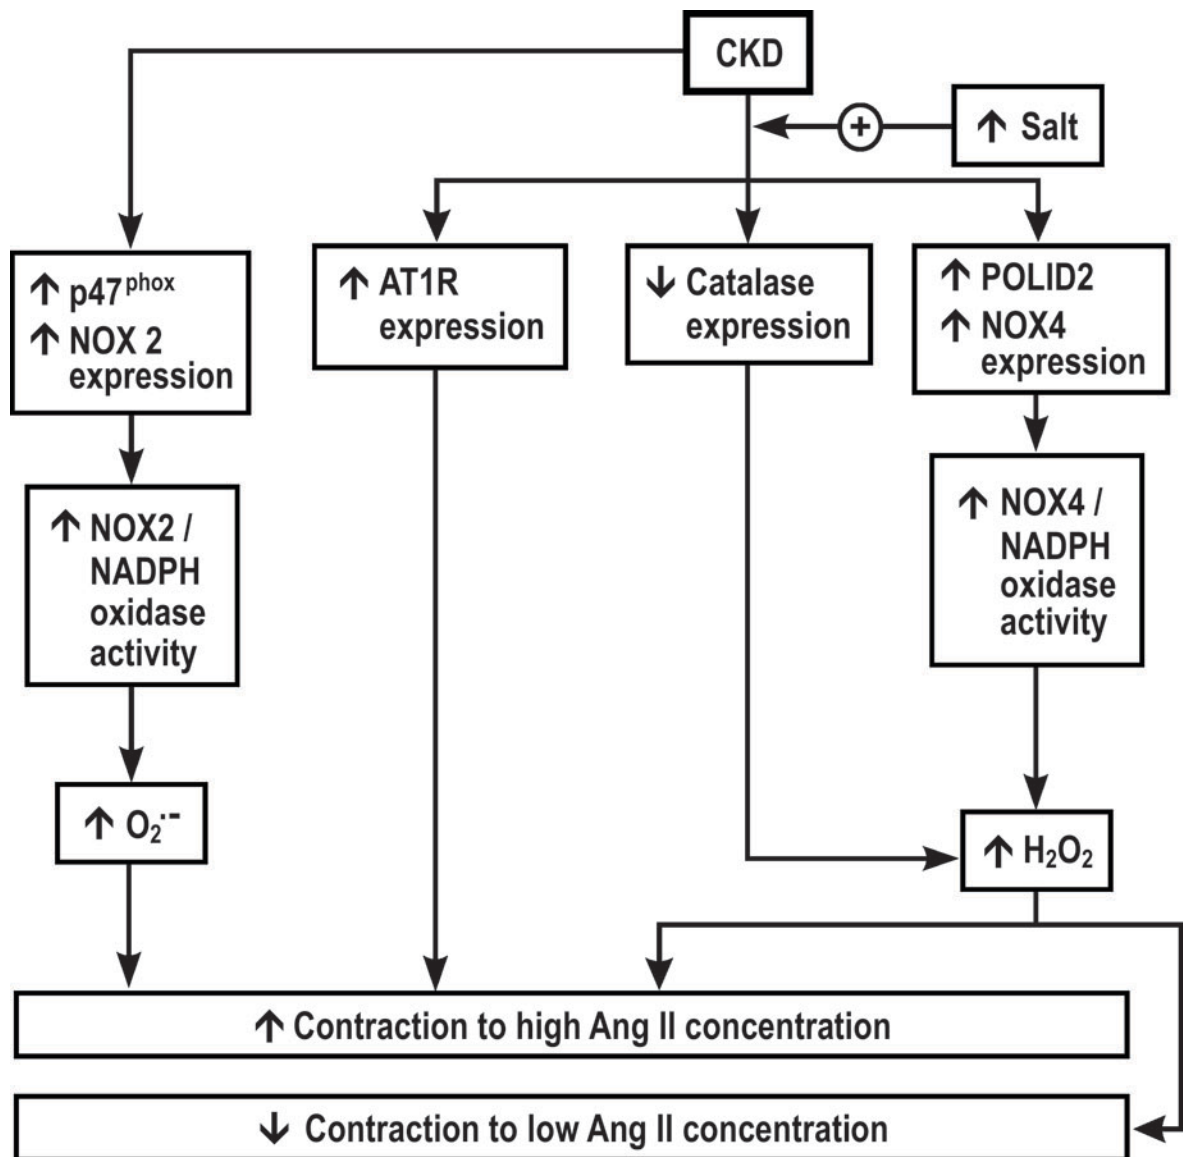 CKD
+
↑ Salt
↑ p47phox
↑ NOX 2
expression
↑ AT1R
expression
↓ Catalase
expression
↑ POLID2
↑ NOX4
expression
↑ NOX2 /
NADPH
oxidase
activity
↑ NOX4 /
NADPH
oxidase
activity
↑ O₂·-
↑ H₂O₂
↑ Contraction to high Ang II concentration
↓ Contraction to low Ang II concentration